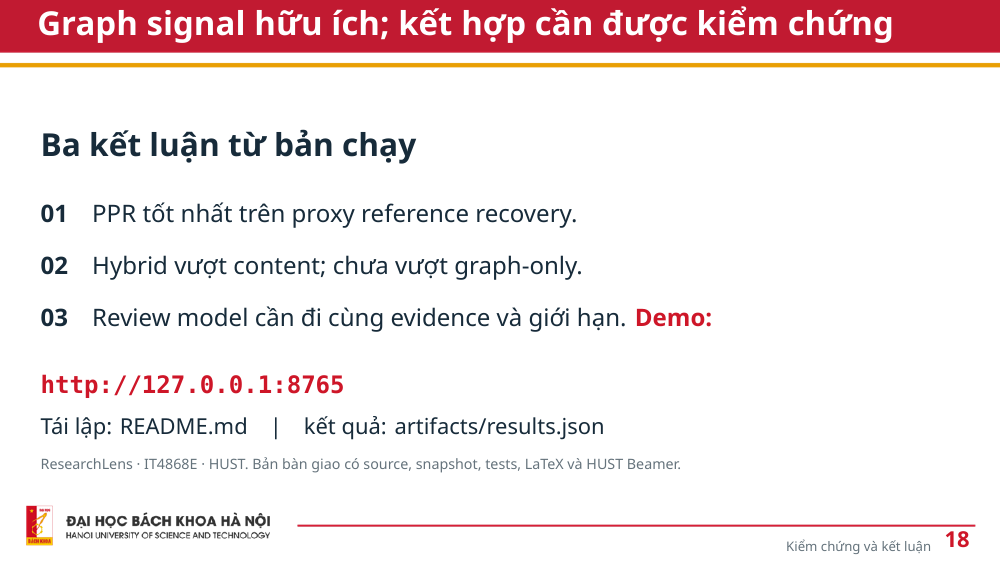 Graph signal hữu ích; kết hợp cần được kiểm chứng
Ba kết luận từ bản chạy
01 PPR tốt nhất trên proxy reference recovery.
02 Hybrid vượt content; chưa vượt graph-only.
03 Review model cần đi cùng evidence và giới hạn. Demo:
http://127.0.0.1:8765
Tái lập: README.md | kết quả: artifacts/results.json
ResearchLens · IT4868E · HUST. Bản bàn giao có source, snapshot, tests, LaTeX và HUST Beamer.
ĐẠI HỌC BÁCH KHOA HÀ NỘI
HANOI UNIVERSITY OF SCIENCE AND TECHNOLOGY
Kiểm chứng và kết luận 18